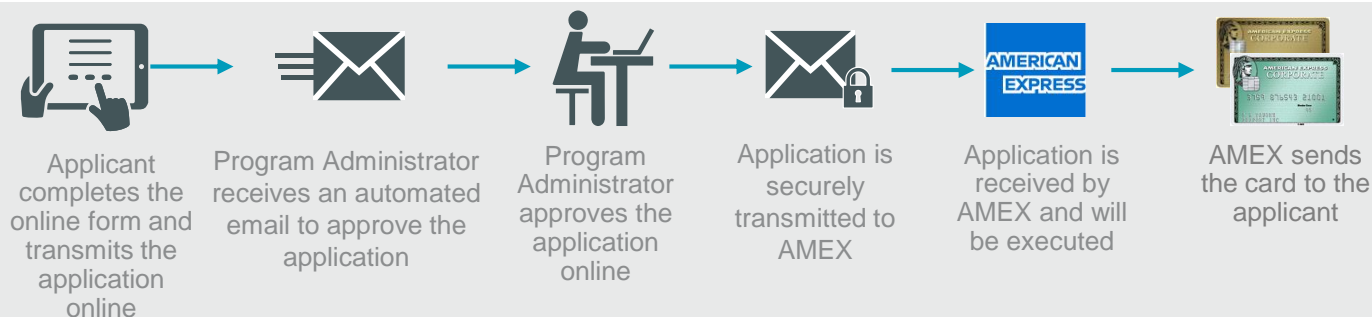 AMERICAN
EXPRESS
AMERICAN EXPRESS
CORPORATE
AMERICAN EXPRESS
CORPORATE
Applicant
completes the
online form and
transmits the
application
online
Program Administrator
receives an automated
email to approve the
application
Program
Administrator
approves the
application
online
Application is
securely
transmitted to
AMEX
Application is
received by
AMEX and will
be executed
AMEX sends
the card to the
applicant